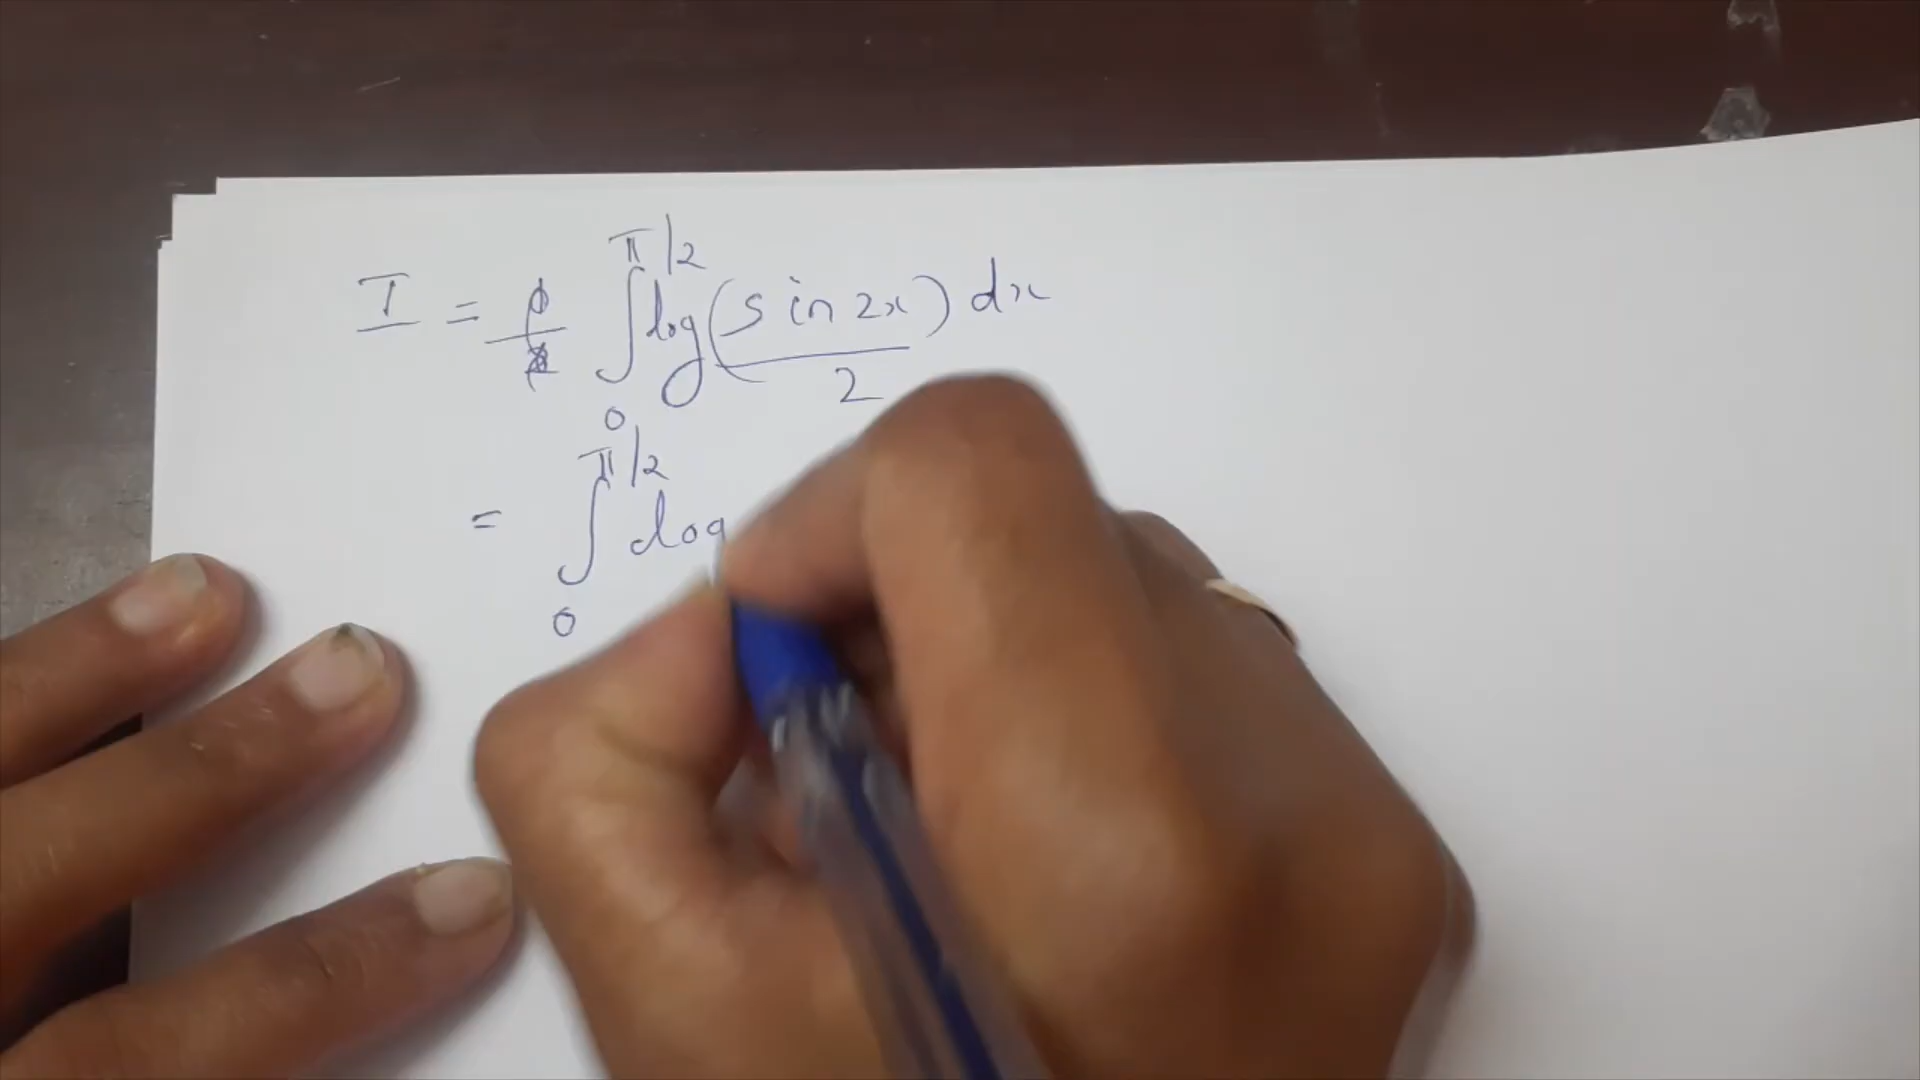 I = ∫₀^π/2 log(sin 2x / 2) dx
= ∫₀^π/2 log